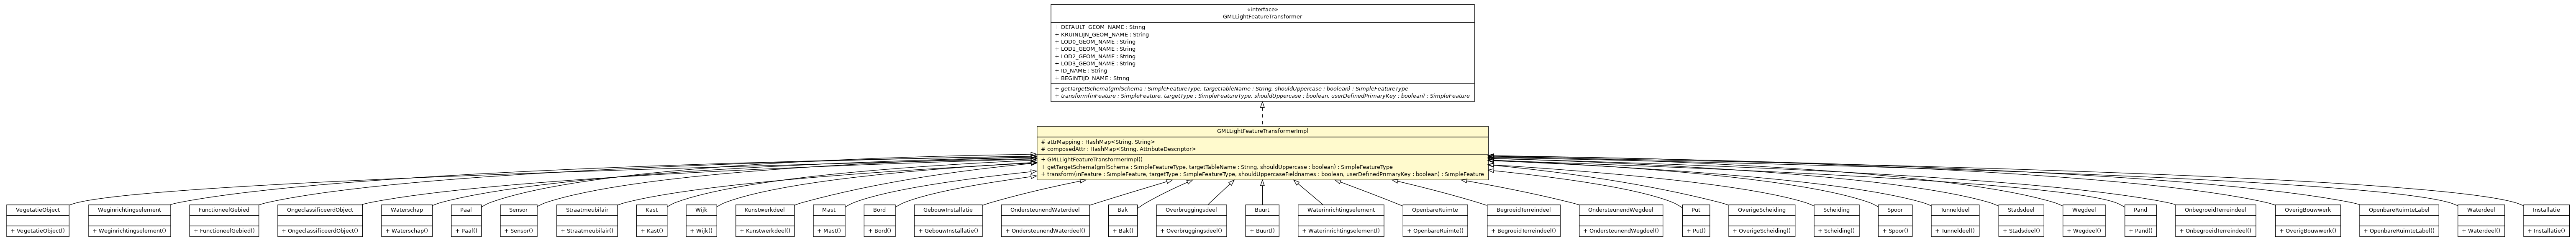 «interface»
GMLLightFeatureTransformer
+ DEFAULT_GEOM_NAME : String
+ KRUINLIJN_GEOM_NAME : String
+ LOD0_GEOM_NAME : String
+ LOD1_GEOM_NAME : String
+ LOD2_GEOM_NAME : String
+ LOD3_GEOM_NAME : String
+ ID_NAME : String
+ BEGINTIJD_NAME : String
+ getTargetSchema(gmlSchema : SimpleFeatureType, targetTableName : String, shouldUppercase : boolean) : SimpleFeatureType
+ transform(inFeature : SimpleFeature, targetType : SimpleFeatureType, shouldUppercase : boolean, userDefinedPrimaryKey : boolean) : SimpleFeature
GMLLightFeatureTransformerImpl
# attrMapping : HashMap<String, String>
# composedAttr : HashMap<String, AttributeDescriptor>
+ GMLLightFeatureTransformerImpl()
+ getTargetSchema(gmlSchema : SimpleFeatureType, targetTableName : String, shouldUppercase : boolean) : SimpleFeatureType
+ transform(inFeature : SimpleFeature, targetType : SimpleFeatureType, shouldUppercaseFieldnames : boolean, userDefinedPrimaryKey : boolean) : SimpleFeature
VegetatieObject
+ VegetatieObject()
Weginrichtingselement
+ Weginrichtingselement()
FunctioneelGebied
+ FunctioneelGebied()
OngeclassificeerdObject
+ OngeclassificeerdObject()
Waterschap
+ Waterschap()
Paal
+ Paal()
Sensor
+ Sensor()
Straatmeubilair
+ Straatmeubilair()
Kast
+ Kast()
Wijk
+ Wijk()
Kunstwerkdeel
+ Kunstwerkdeel()
Mast
+ Mast()
Bord
+ Bord()
GebouwInstallatie
+ GebouwInstallatie()
OndersteunendWaterdeel
+ OndersteunendWaterdeel()
Bak
+ Bak()
Overbruggingsdeel
+ Overbruggingsdeel()
Buurt
+ Buurt()
Waterinrichtingselement
+ Waterinrichtingselement()
OpenbareRuimte
+ OpenbareRuimte()
BegroeidTerreindeel
+ BegroeidTerreindeel()
OndersteunendWegdeel
+ OndersteunendWegdeel()
Put
+ Put()
OverigeScheiding
+ OverigeScheiding()
Scheiding
+ Scheiding()
Spoor
+ Spoor()
Tunneldeel
+ Tunneldeel()
Stadsdeel
+ Stadsdeel()
Wegdeel
+ Wegdeel()
Pand
+ Pand()
OnbegroeidTerreindeel
+ OnbegroeidTerreindeel()
OverigBouwwerk
+ OverigBouwwerk()
OpenbareRuimteLabel
+ OpenbareRuimteLabel()
Waterdeel
+ Waterdeel()
Installatie
+ Installatie()